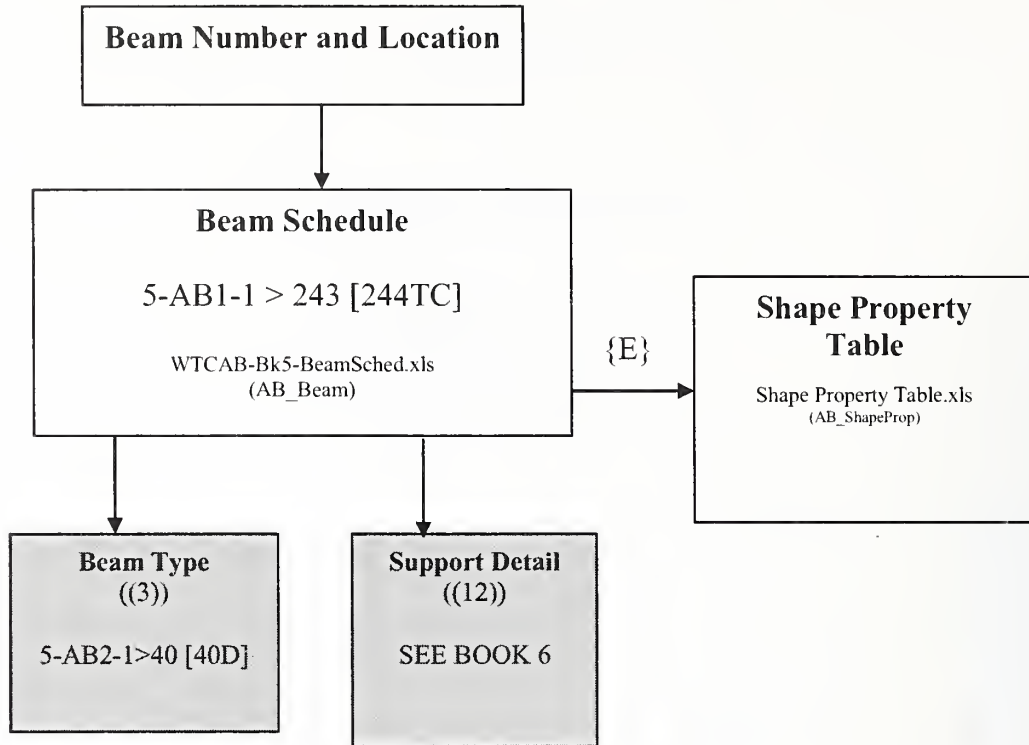 Beam Number and Location
Beam Schedule
5-AB1-1 > 243 [244TC]
WTCAB-Bk5-BeamSched.xls
(AB_Beam)
{E}
Shape Property
Table
Shape Property Table.xls
(AB_ShapeProp)
Beam Type
((3))
5-AB2-1>40 [40D]
Support Detail
((12))
SEE BOOK 6